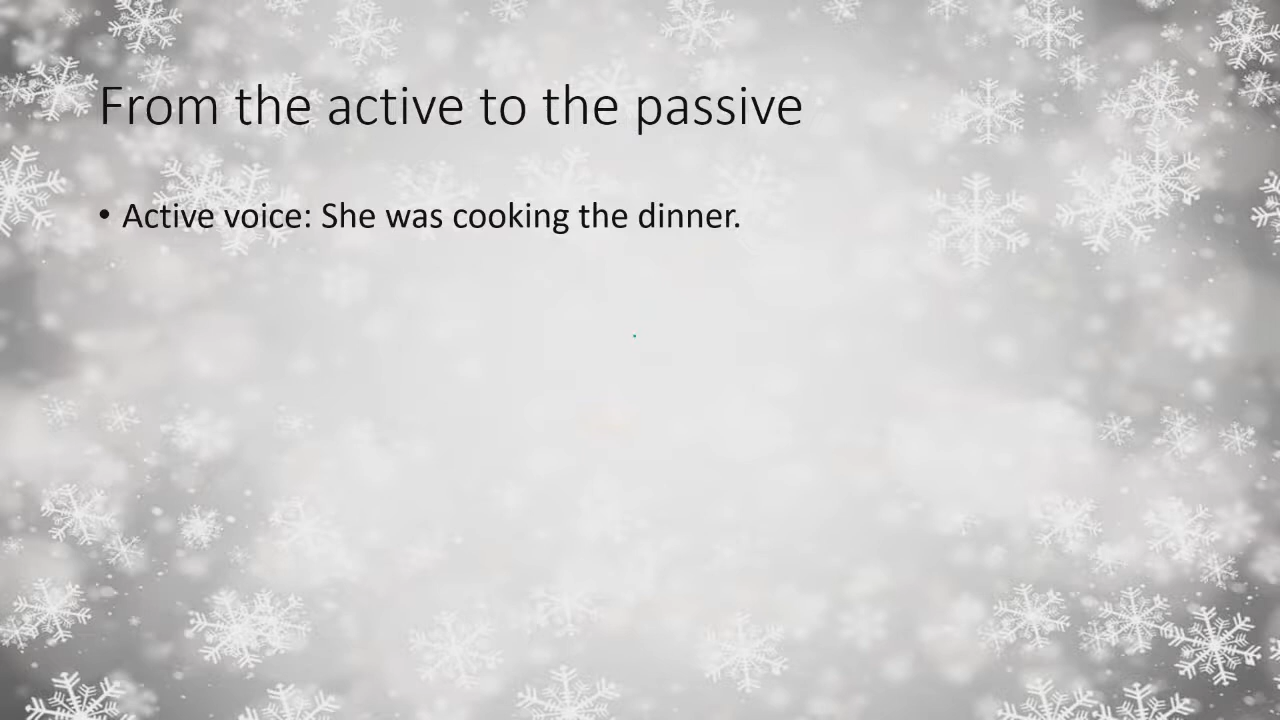 From the active to the passive
• Active voice: She was cooking the dinner.